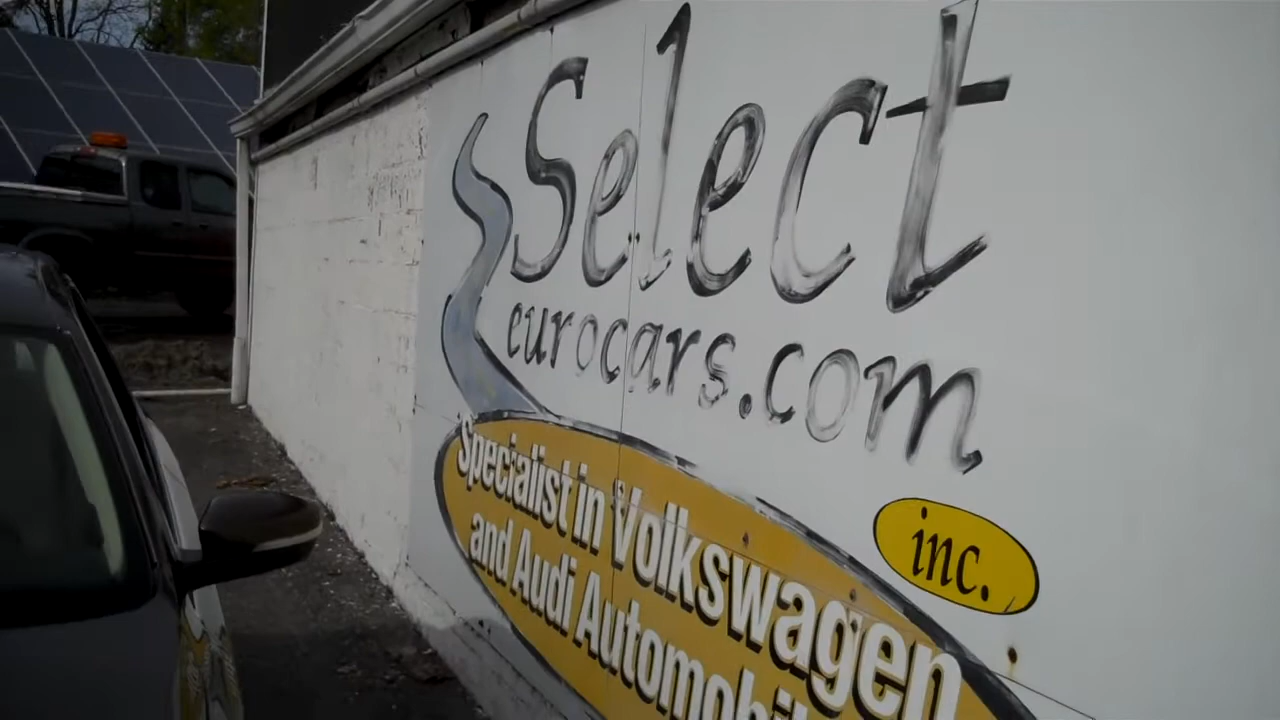 Select
eurocars.com
inc.
Specialist in Volkswagen
and Audi